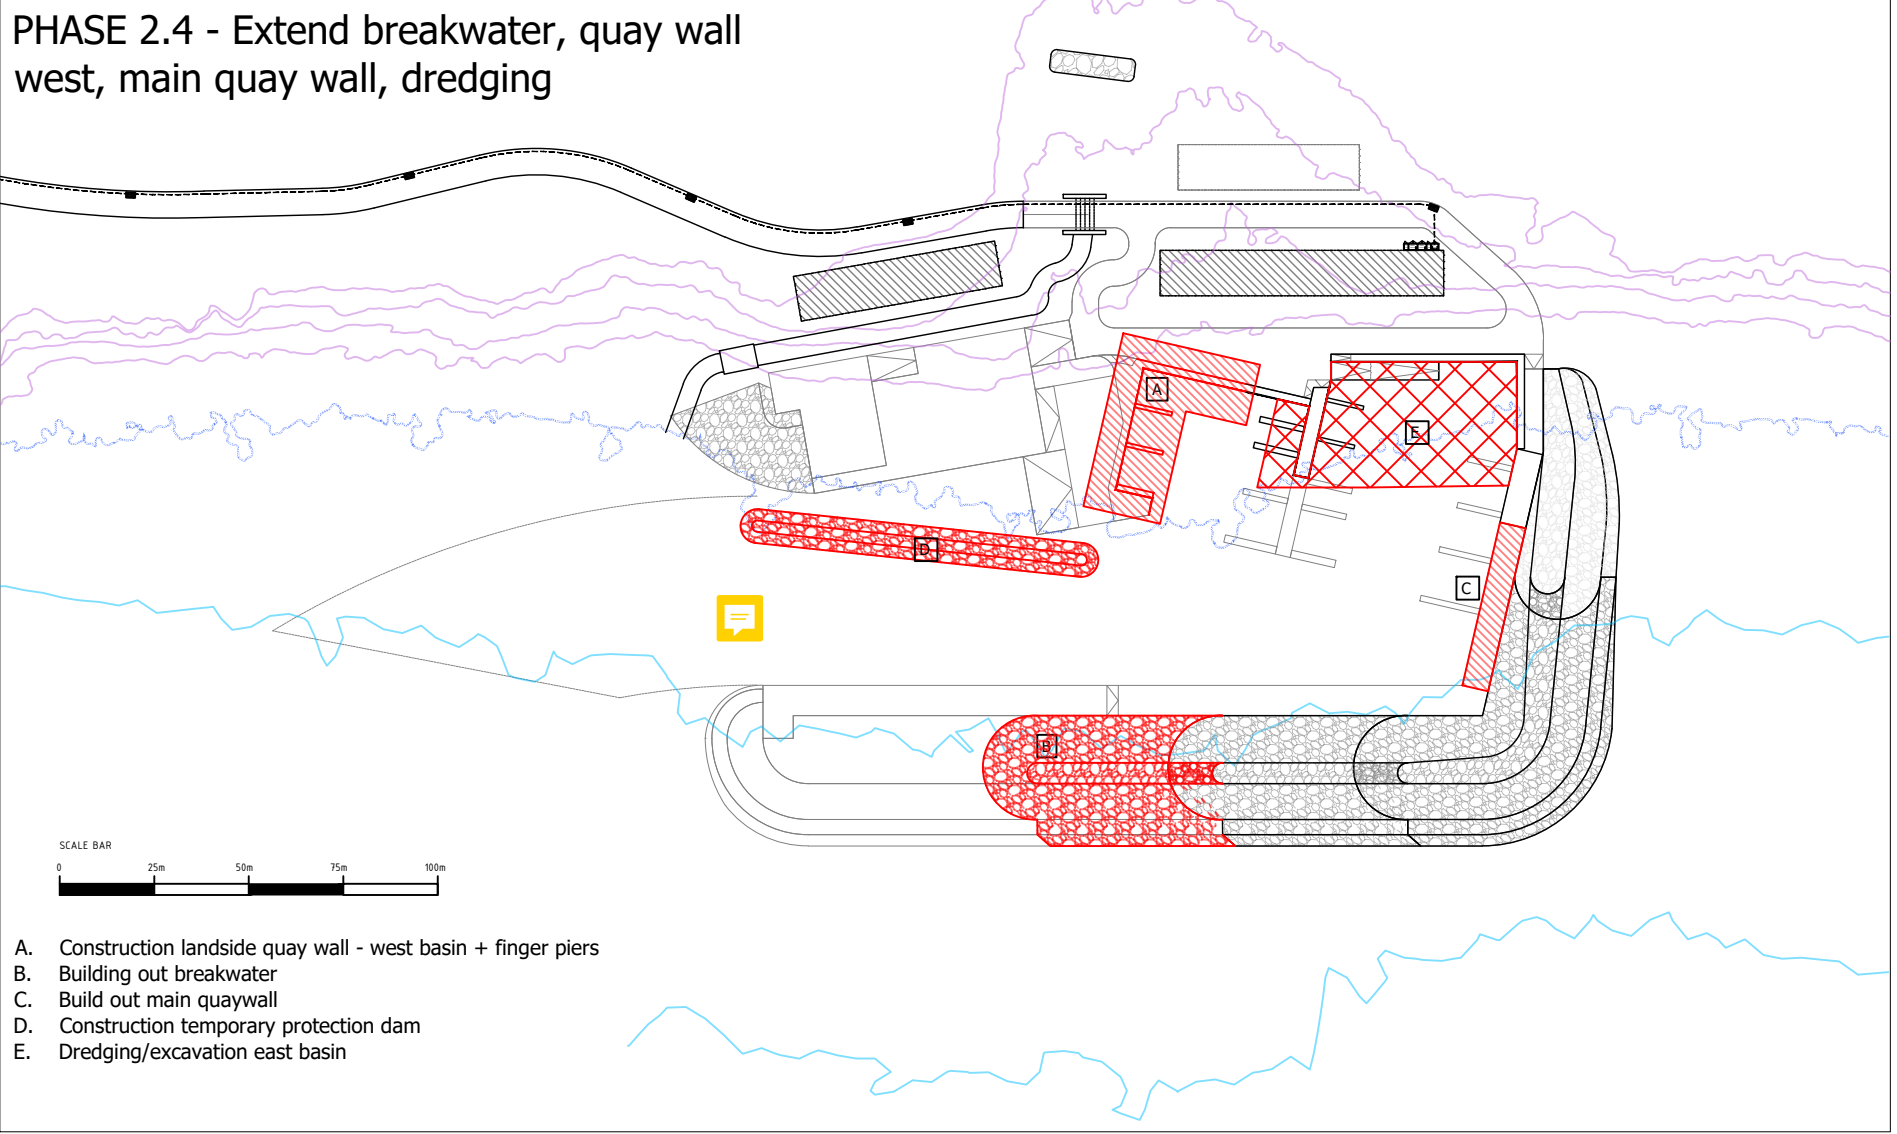 PHASE 2.4 - Extend breakwater, quay wall
west, main quay wall, dredging
A
E
D
C
B
SCALE BAR
0 25m 50m 75m 100m
A. Construction landside quay wall - west basin + finger piers
B. Building out breakwater
C. Build out main quaywall
D. Construction temporary protection dam
E. Dredging/excavation east basin